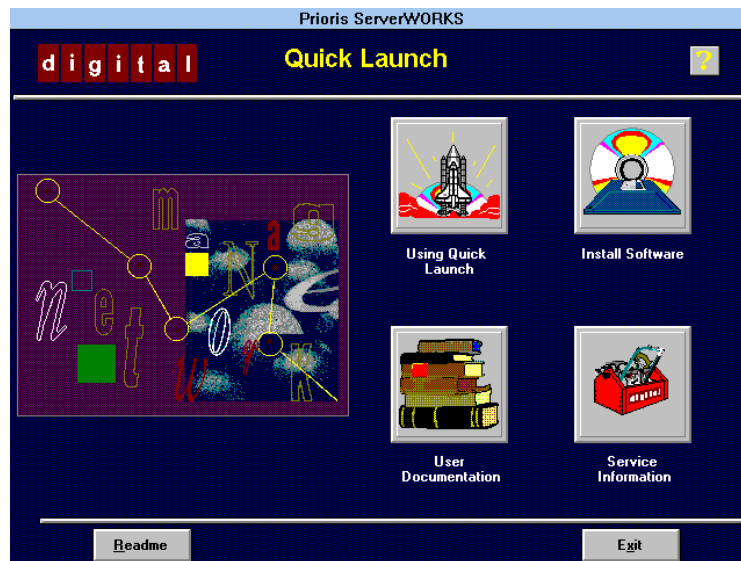 Prioris ServerWORKS
digital
Quick Launch
?
m
a N a g e
n e t w O r K
Using Quick
Launch
Install Software
User
Documentation
Service
Information
Readme
Exit